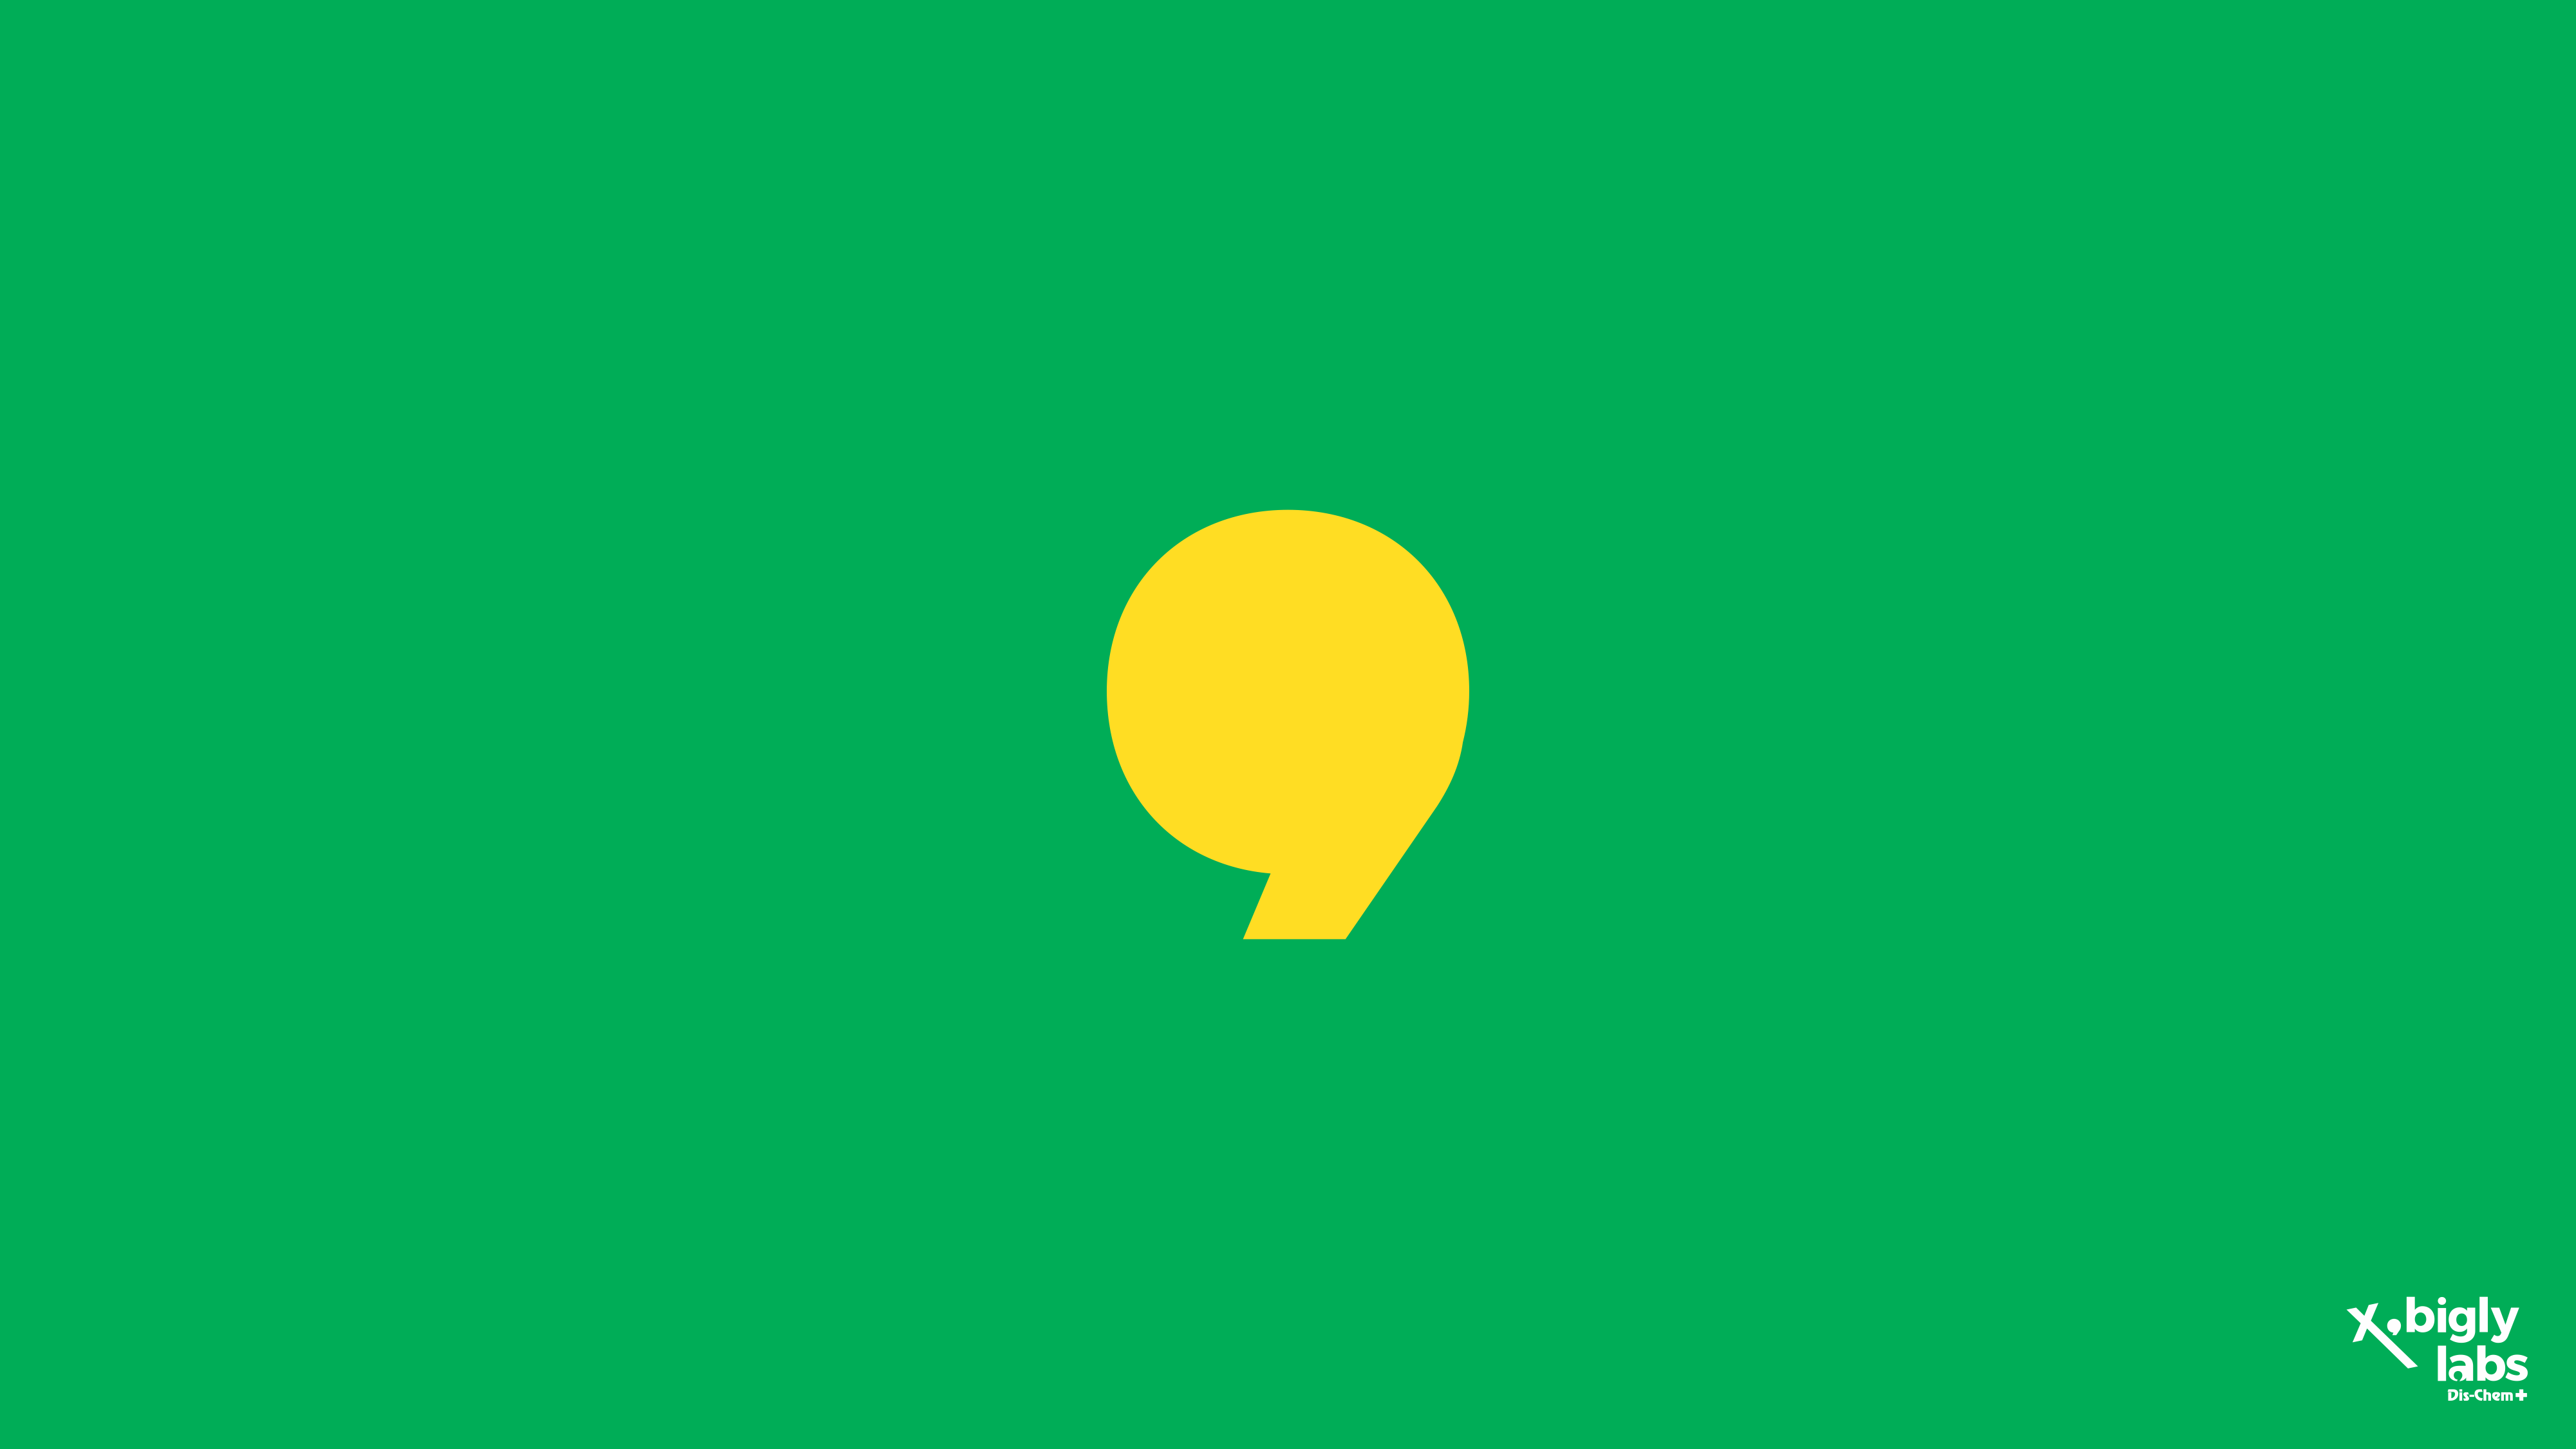 ,
X,bigly
labs
Dis-Chem+